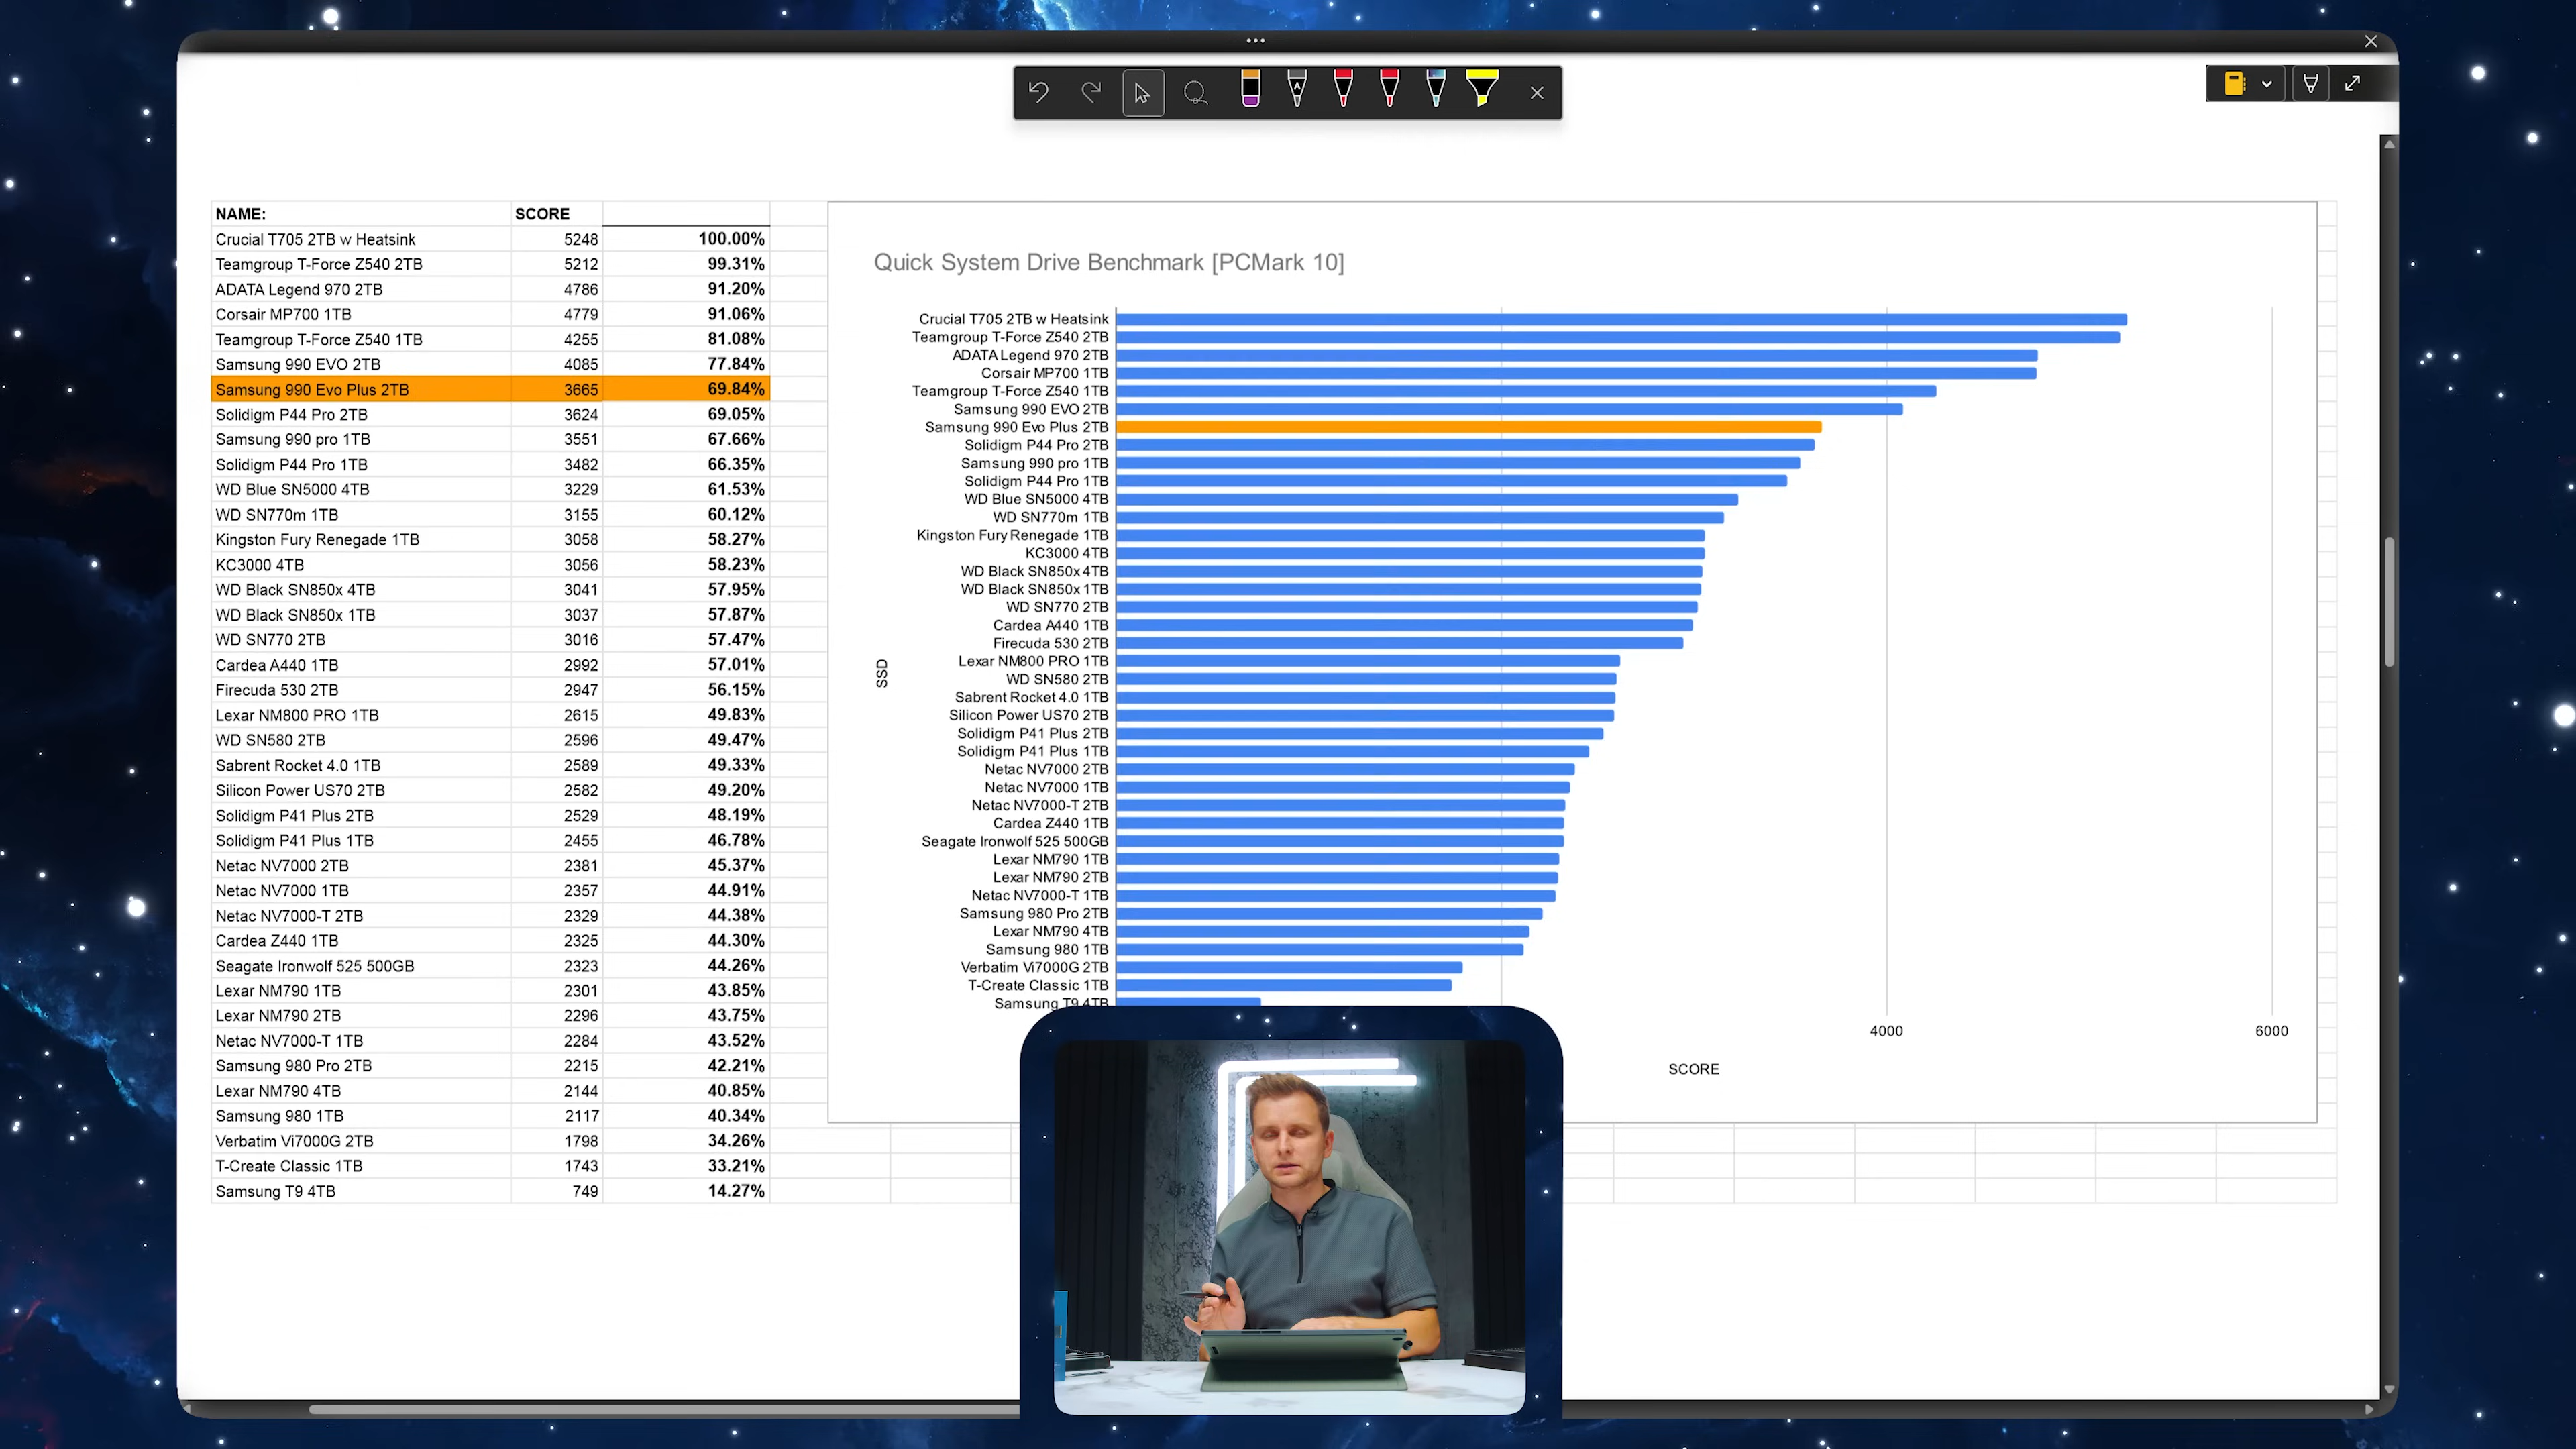 NAME: SCORE
Crucial T705 2TB w Heatsink 5248 100.00%
Teamgroup T-Force Z540 2TB 5212 99.31%
ADATA Legend 970 2TB 4786 91.20%
Corsair MP700 1TB 4779 91.06%
Teamgroup T-Force Z540 1TB 4255 81.08%
Samsung 990 EVO 2TB 4085 77.84%
Samsung 990 Evo Plus 2TB 3665 69.84%
Solidigm P44 Pro 2TB 3624 69.05%
Samsung 990 pro 1TB 3551 67.66%
Solidigm P44 Pro 1TB 3482 66.35%
WD Blue SN5000 4TB 3229 61.53%
WD SN770m 1TB 3155 60.12%
Kingston Fury Renegade 1TB 3058 58.27%
KC3000 4TB 3056 58.23%
WD Black SN850x 4TB 3041 57.95%
WD Black SN850x 1TB 3037 57.87%
WD SN770 2TB 3016 57.47%
Cardea A440 1TB 2992 57.01%
Firecuda 530 2TB 2947 56.15%
Lexar NM800 PRO 1TB 2615 49.83%
WD SN580 2TB 2596 49.47%
Sabrent Rocket 4.0 1TB 2589 49.33%
Silicon Power US70 2TB 2582 49.20%
Solidigm P41 Plus 2TB 2529 48.19%
Solidigm P41 Plus 1TB 2455 46.78%
Netac NV7000 2TB 2381 45.37%
Netac NV7000 1TB 2357 44.91%
Netac NV7000-T 2TB 2329 44.38%
Cardea Z440 1TB 2325 44.30%
Seagate Ironwolf 525 500GB 2323 44.26%
Lexar NM790 1TB 2301 43.85%
Lexar NM790 2TB 2296 43.75%
Netac NV7000-T 1TB 2284 43.52%
Samsung 980 Pro 2TB 2215 42.21%
Lexar NM790 4TB 2144 40.85%
Samsung 980 1TB 2117 40.34%
Verbatim Vi7000G 2TB 1798 34.26%
T-Create Classic 1TB 1743 33.21%
Samsung T9 4TB 749 14.27%
Quick System Drive Benchmark [PCMark 10]
SSD
Crucial T705 2TB w Heatsink
Teamgroup T-Force Z540 2TB
ADATA Legend 970 2TB
Corsair MP700 1TB
Teamgroup T-Force Z540 1TB
Samsung 990 EVO 2TB
Samsung 990 Evo Plus 2TB
Solidigm P44 Pro 2TB
Samsung 990 pro 1TB
Solidigm P44 Pro 1TB
WD Blue SN5000 4TB
WD SN770m 1TB
Kingston Fury Renegade 1TB
KC3000 4TB
WD Black SN850x 4TB
WD Black SN850x 1TB
WD SN770 2TB
Cardea A440 1TB
Firecuda 530 2TB
Lexar NM800 PRO 1TB
WD SN580 2TB
Sabrent Rocket 4.0 1TB
Silicon Power US70 2TB
Solidigm P41 Plus 2TB
Solidigm P41 Plus 1TB
Netac NV7000 2TB
Netac NV7000 1TB
Netac NV7000-T 2TB
Cardea Z440 1TB
Seagate Ironwolf 525 500GB
Lexar NM790 1TB
Lexar NM790 2TB
Netac NV7000-T 1TB
Samsung 980 Pro 2TB
Lexar NM790 4TB
Samsung 980 1TB
Verbatim Vi7000G 2TB
T-Create Classic 1TB
Samsung T9 4TB
4000 6000
SCORE